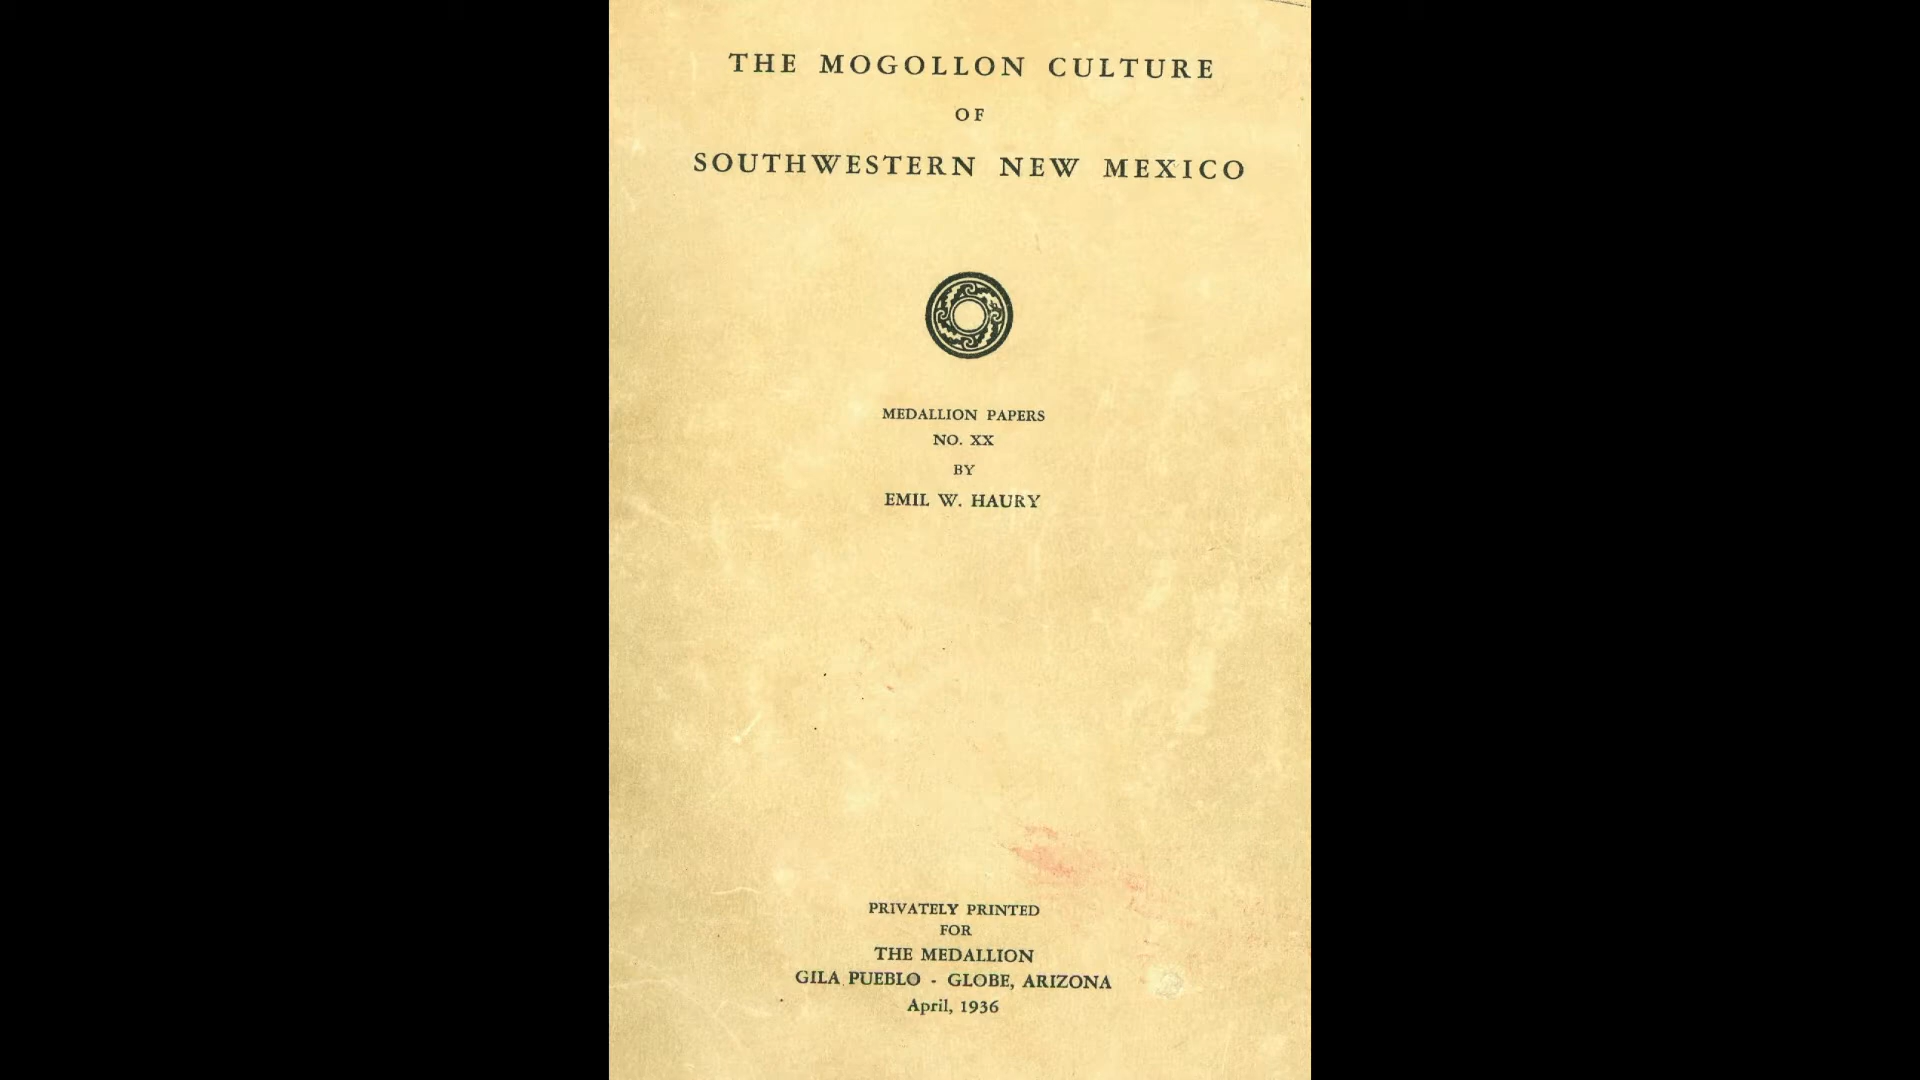 THE MOGOLLON CULTURE
OF
SOUTHWESTERN NEW MEXICO
MEDALLION PAPERS
NO. XX
BY
EMIL W. HAURY
PRIVATELY PRINTED
FOR
THE MEDALLION
GILA PUEBLO - GLOBE, ARIZONA
April, 1936